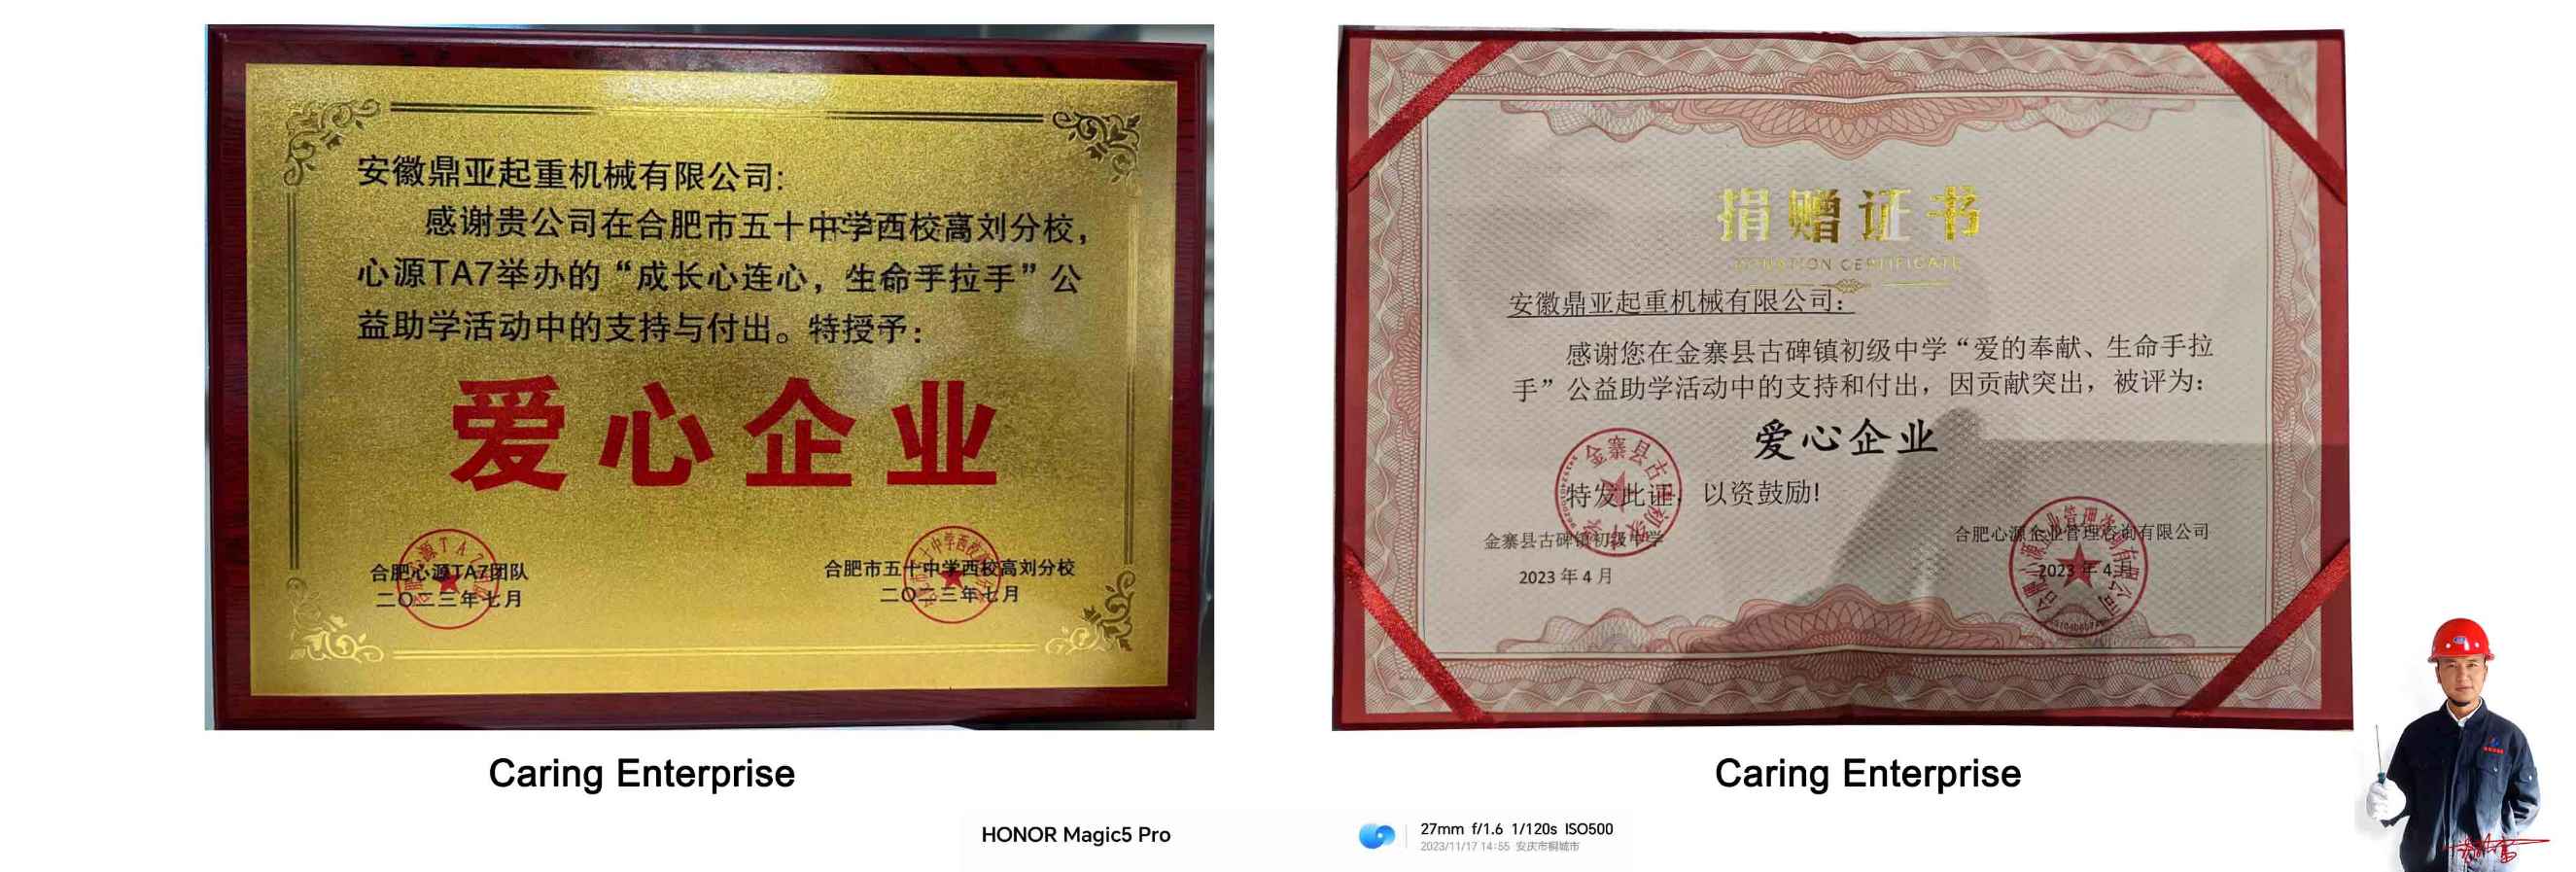 安徽鼎亚起重机械有限公司:
感谢贵公司在合肥市五十中学西校高刘分校，
心源TA7举办的“成长心连心，生命手拉手”公
益助学活动中的支持与付出。特授予：
爱心企业
合肥心源TA7团队
二〇二三年七月
合肥市五十中学西校高刘分校
二〇二三年七月
Caring Enterprise
捐赠证书
DONATION CERTIFICATE
安徽鼎亚起重机械有限公司：
感谢您在金寨县古碑镇初级中学“爱的奉献、生命手拉
手”公益助学活动中的支持和付出，因贡献突出，被评为：
爱心企业
特发此证，以资鼓励!
金寨县古碑镇初级中学
2023 年 4 月
合肥心源企业管理咨询有限公司
2023 年 4 月
Caring Enterprise
HONOR Magic5 Pro
27mm f/1.6 1/120s ISO500
2023/11/17 14:55 安庆市桐城市